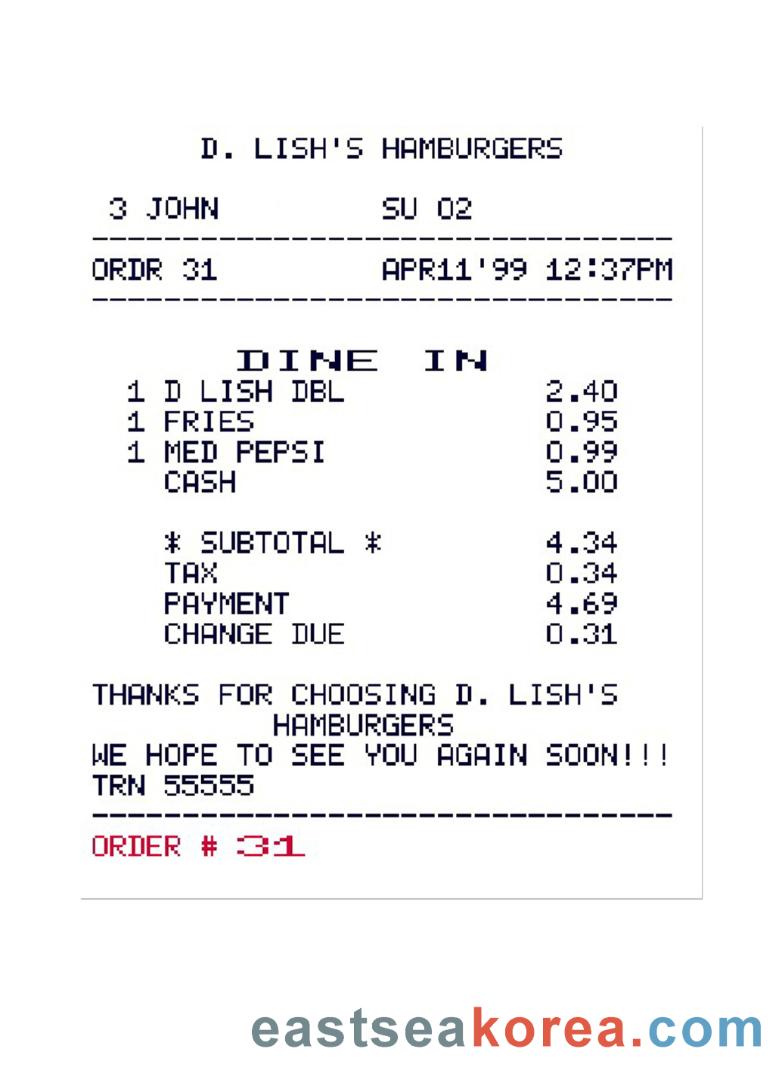 D. LISH'S HAMBURGERS
3 JOHN SU 02
--------------------------------
ORDR 31 APR11'99 12:37PM
--------------------------------
DINE IN
1 D LISH DBL 2.40
1 FRIES 0.95
1 MED PEPSI 0.99
CASH 5.00
* SUBTOTAL * 4.34
TAX 0.34
PAYMENT 4.69
CHANGE DUE 0.31
THANKS FOR CHOOSING D. LISH'S
HAMBURGERS
WE HOPE TO SEE YOU AGAIN SOON!!!
TRN 55555
--------------------------------
ORDER # 31
eastseakorea.com